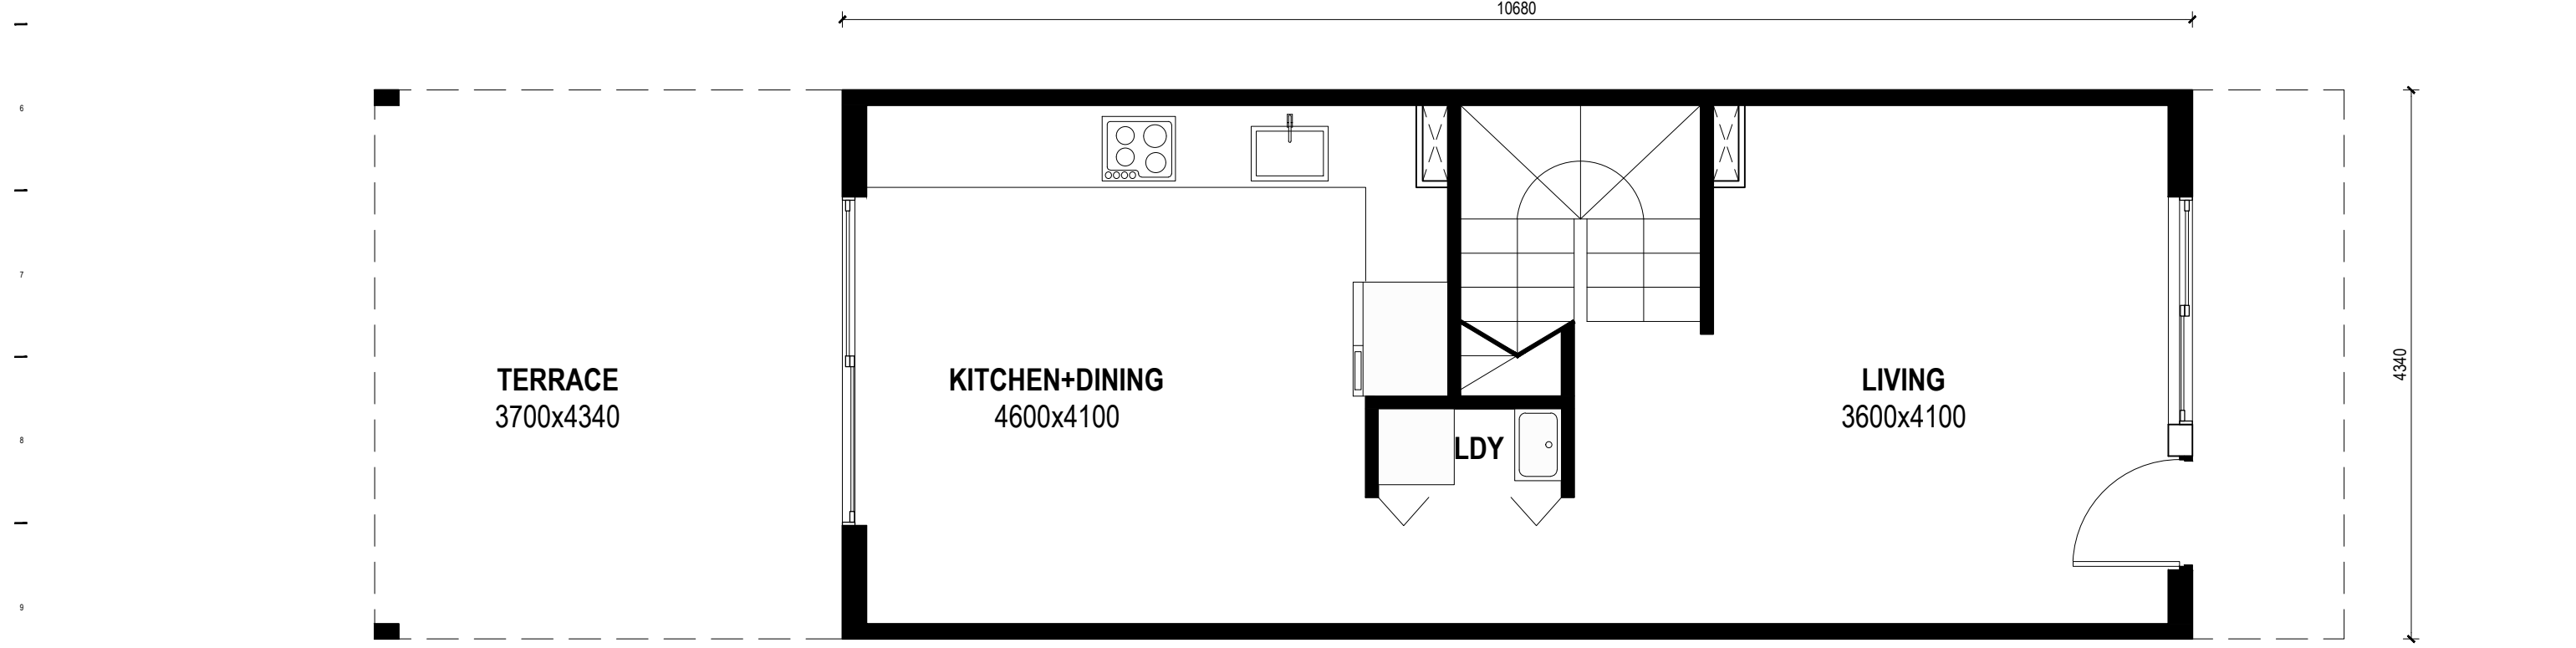 10680
6
7
8
9
TERRACE
3700x4340
KITCHEN+DINING
4600x4100
LDY
LIVING
3600x4100
4340